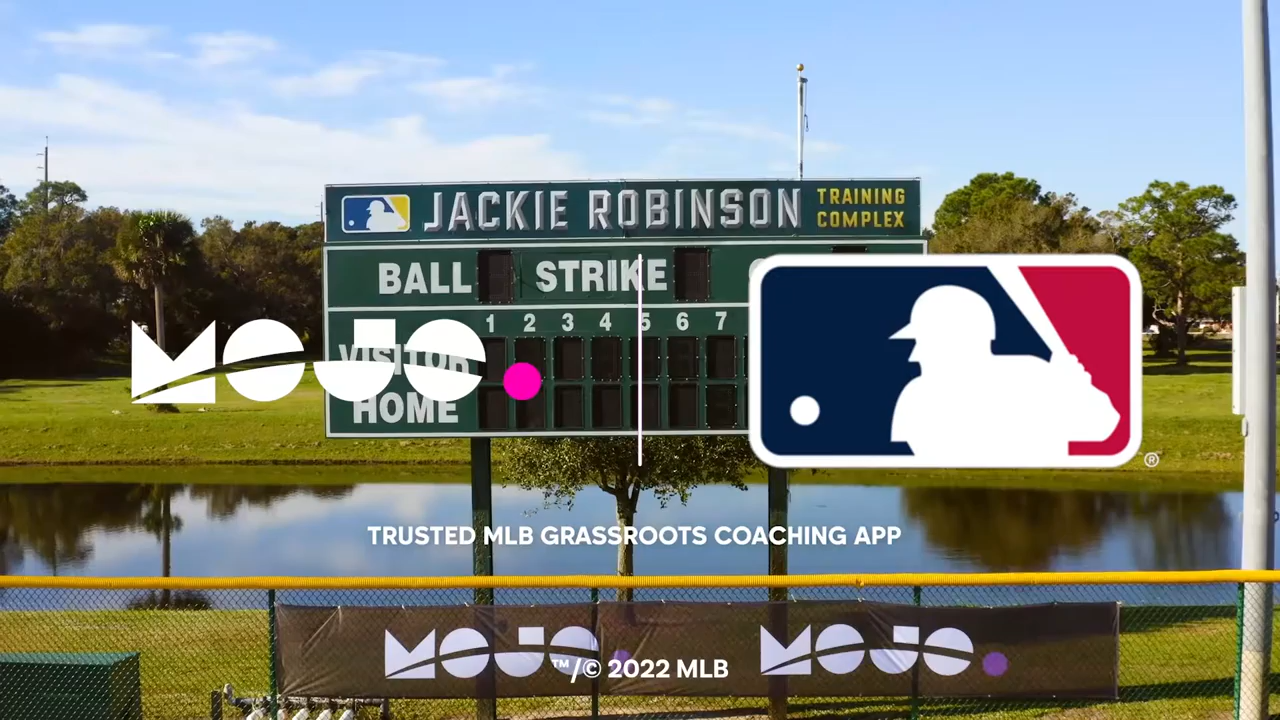 JACKIE ROBINSON
TRAINING
COMPLEX
BALL STRIKE
1 2 3 4 5 6 7
VISITOR
HOME
MOJO
®
TRUSTED MLB GRASSROOTS COACHING APP
MOJO MOJO
™/© 2022 MLB